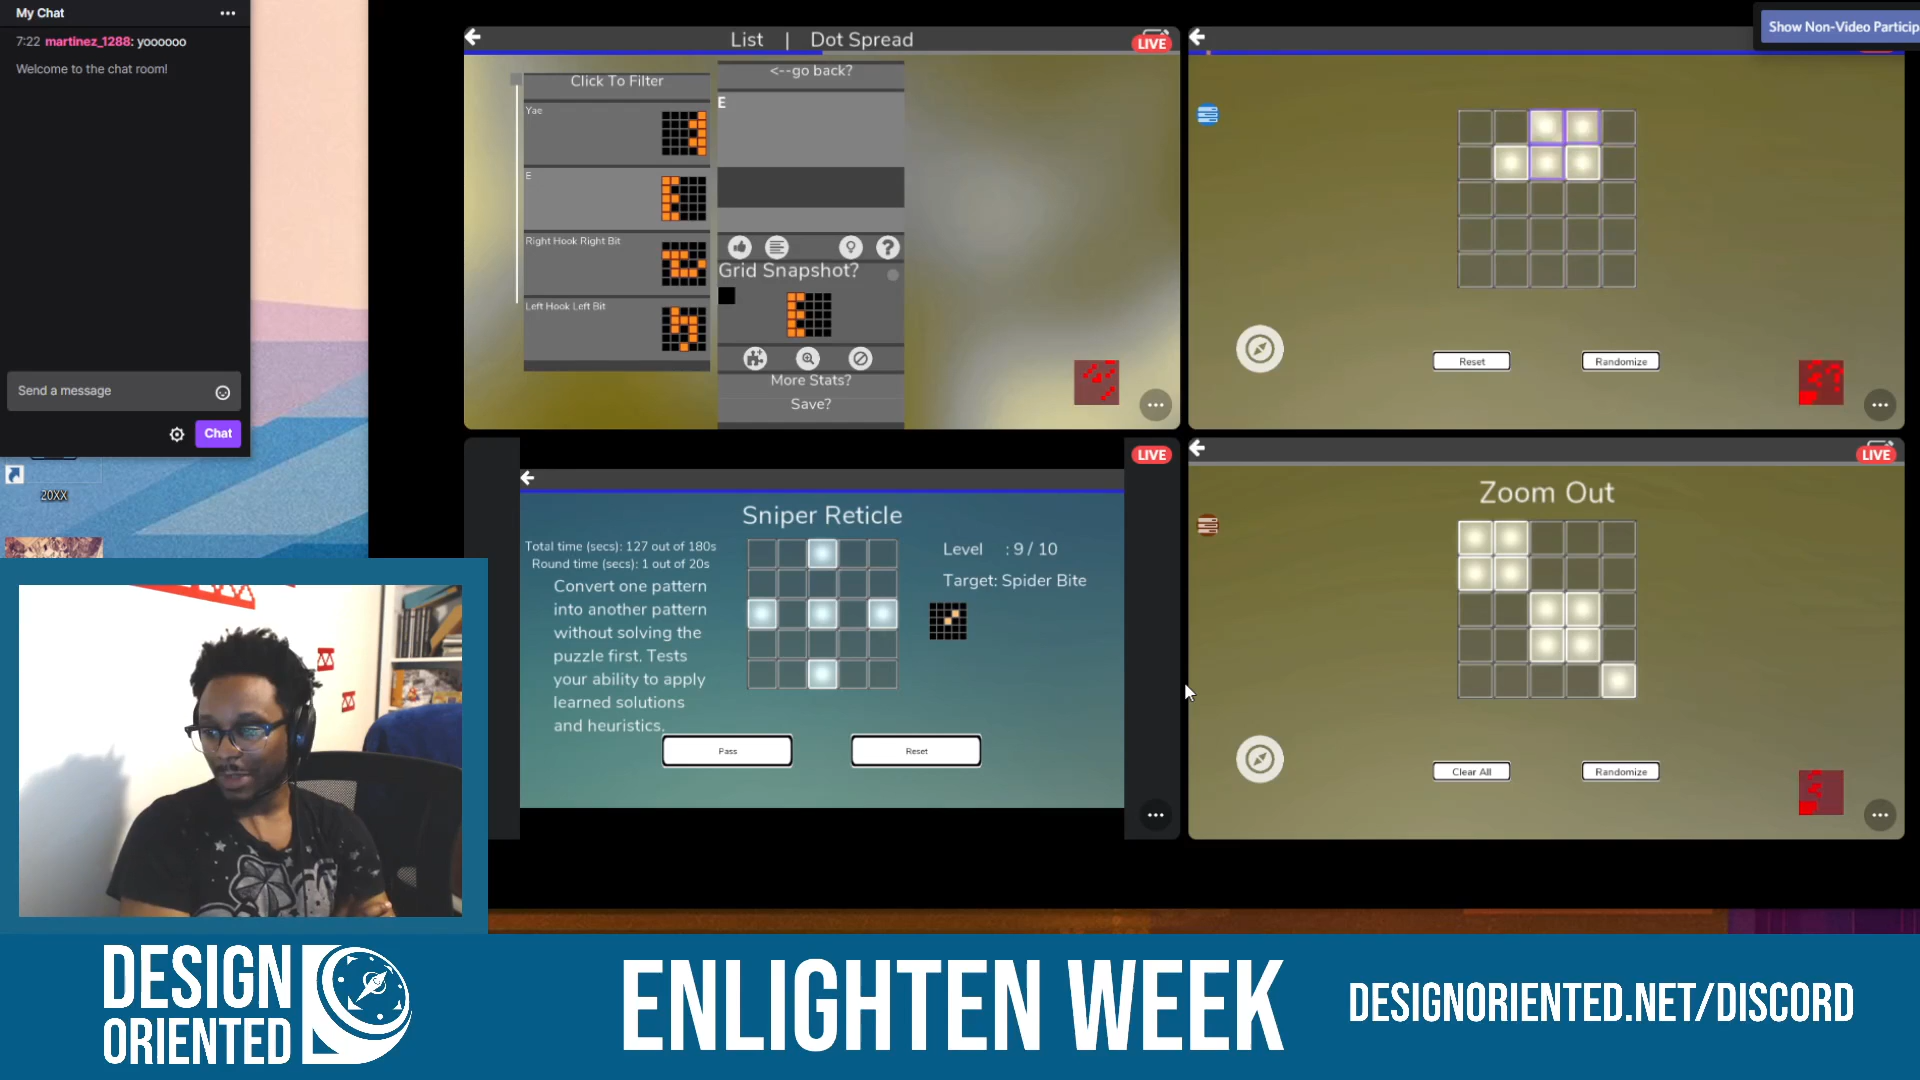 My Chat
7:22 martinez_1288: yoooooo
Welcome to the chat room!
Send a message
Chat
20XX
List | Dot Spread
LIVE
Click To Filter
Yae
E
Right Hook Right Bit
Left Hook Left Bit
<--go back?
E
?
Grid Snapshot?
More Stats?
Save?
Show Non-Video Particip
Reset
Randomize
LIVE
Sniper Reticle
Total time (secs): 127 out of 180s
Round time (secs): 1 out of 20s
Convert one pattern
into another pattern
without solving the
puzzle first. Tests
your ability to apply
learned solutions
and heuristics.
Level : 9 / 10
Target: Spider Bite
Pass
Reset
LIVE
Zoom Out
Clear All
Randomize
DESIGN
ORIENTED
ENLIGHTEN WEEK
DESIGNORIENTED.NET/DISCORD